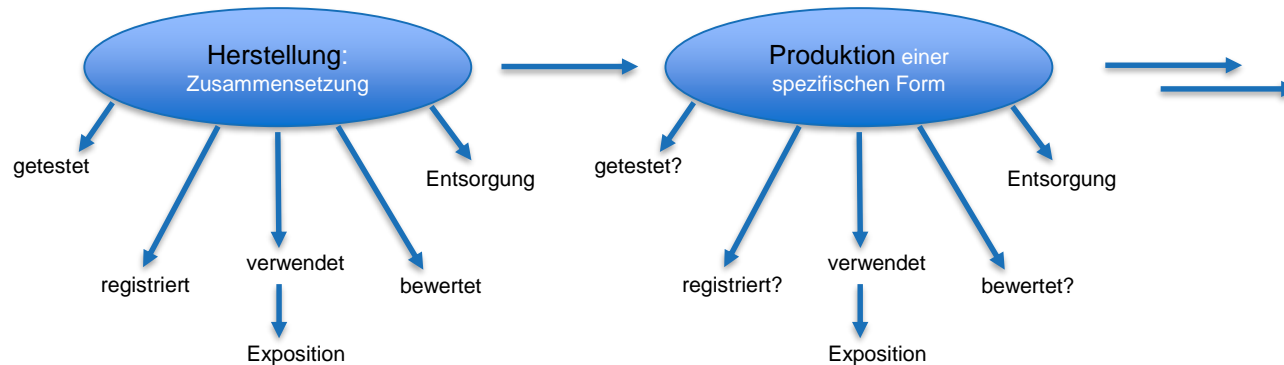 Herstellung:
Zusammensetzung
Produktion einer
spezifischen Form
getestet
Entsorgung
getestet?
Entsorgung
registriert
verwendet
bewertet
registriert?
verwendet
bewertet?
Exposition
Exposition